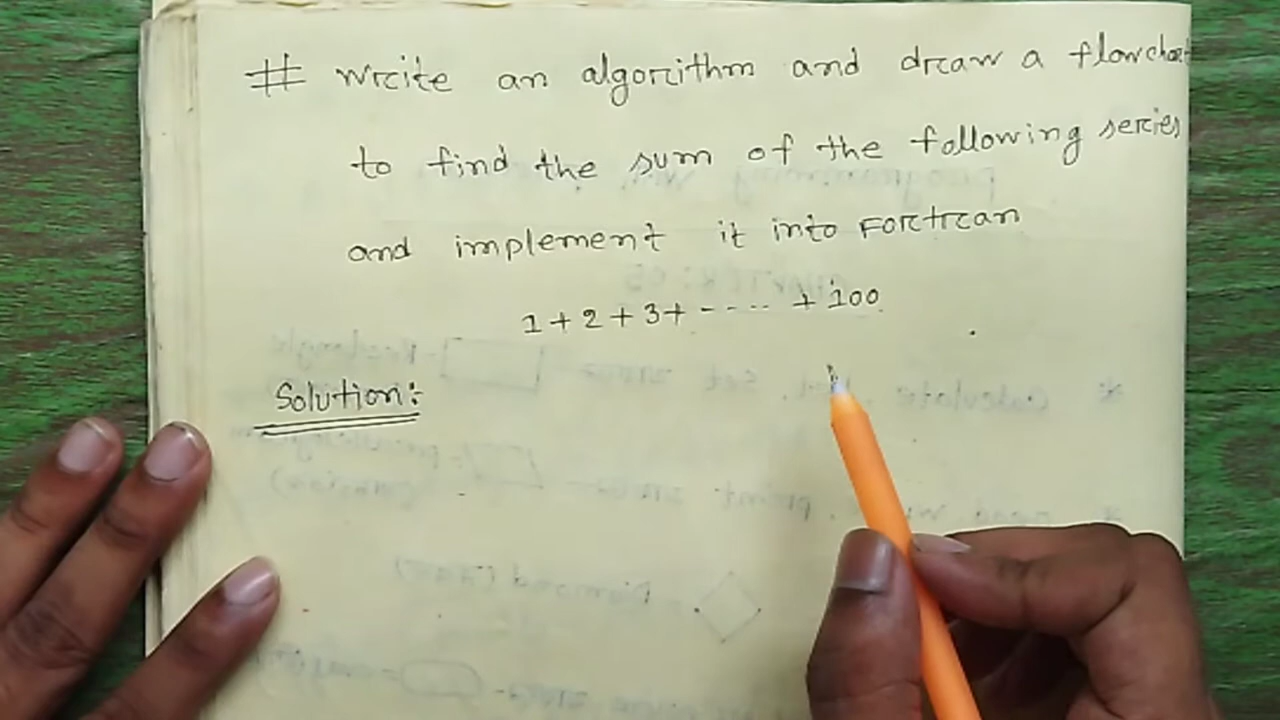 # write an algorithm and draw a flowchart
to find the sum of the following series
and implement it into Fortran
1 + 2 + 3 + - - - - + 100
Solution: